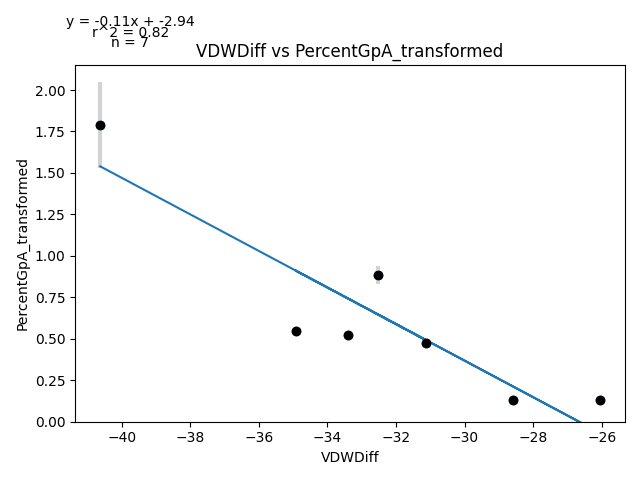 y = -0.11x + -2.94
r^2 = 0.82
n = 7
VDWDiff vs PercentGpA_transformed
2.00
1.75
1.50
1.25
1.00
0.75
0.50
0.25
0.00
PercentGpA_transformed
−40
−38
−36
−34
−32
−30
−28
−26
VDWDiff